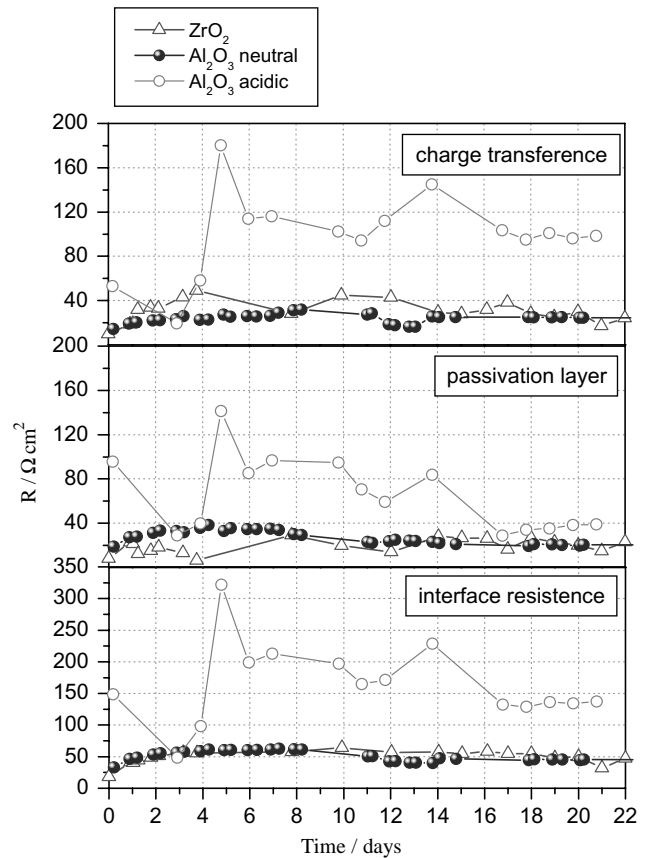 ZrO₂
Al₂O₃ neutral
Al₂O₃ acidic
200
160
120
80
40
charge transference
200
160
120
80
40
passivation layer
350
300
250
200
150
100
50
0
interface resistence
R / Ω cm²
0 2 4 6 8 10 12 14 16 18 20 22
Time / days